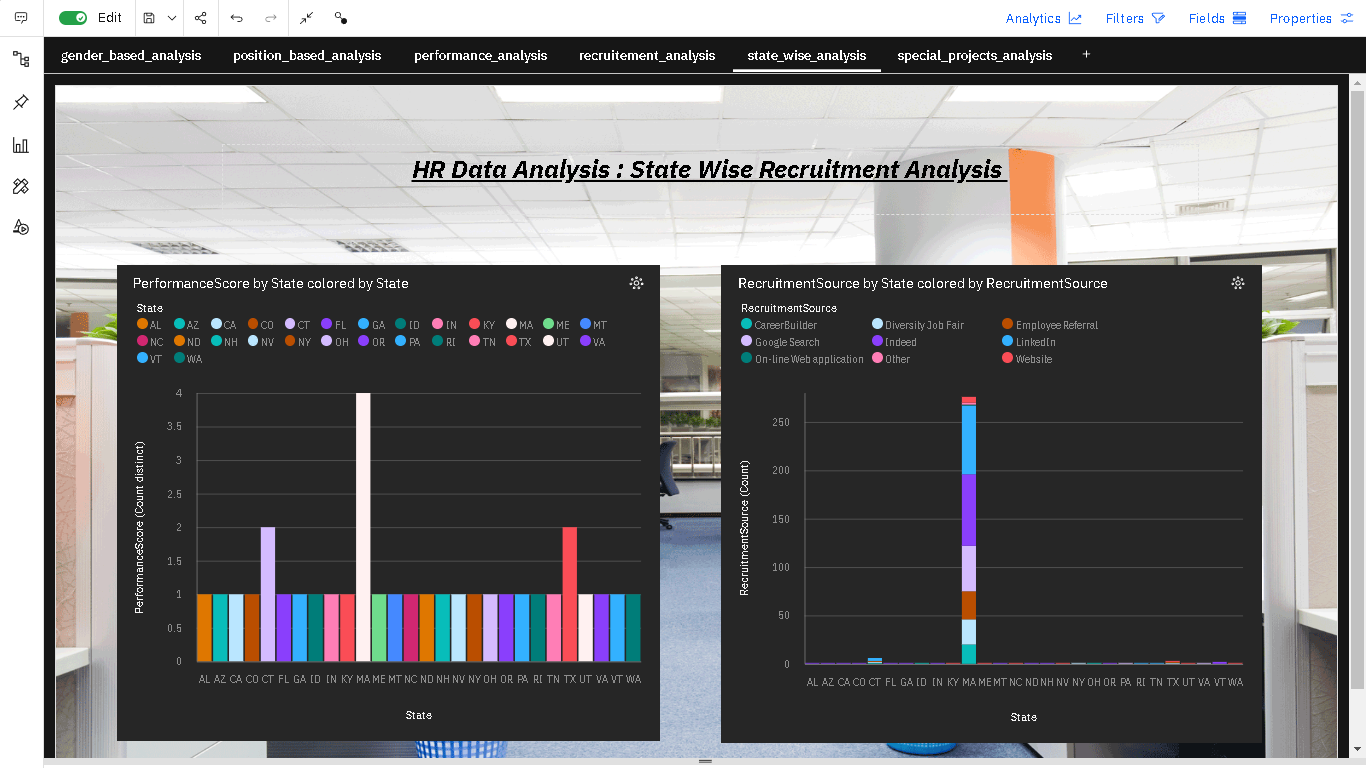 Edit
Analytics Filters Fields Properties
gender_based_analysis position_based_analysis performance_analysis recruitement_analysis state_wise_analysis special_projects_analysis +
HR Data Analysis : State Wise Recruitment Analysis
PerformanceScore by State colored by State
State
AL AZ CA CO CT FL GA ID IN KY MA ME MT
NC ND NH NV NY OH OR PA RI TN TX UT VA
VT WA
PerformanceScore (Count distinct)
4
3.5
3
2.5
2
1.5
1
0.5
0
AL AZ CA CO CT FL GA ID IN KY MA ME MT NC ND NH NV NY OH OR PA RI TN TX UT VA VT WA
State
RecruitmentSource by State colored by RecruitmentSource
RecruitmentSource
CareerBuilder Diversity Job Fair Employee Referral
Google Search Indeed LinkedIn
On-line Web application Other Website
RecruitmentSource (Count)
250
200
150
100
50
0
AL AZ CA CO CT FL GA ID IN KY MA ME MT NC ND NH NV NY OH OR PA RI TN TX UT VA VT WA
State